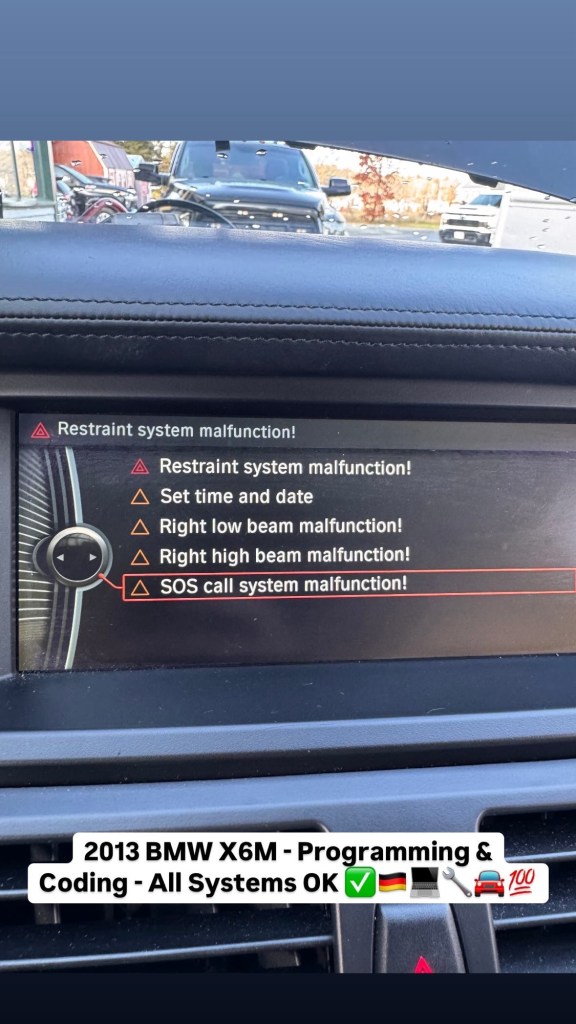 Restraint system malfunction!
Restraint system malfunction!
Set time and date
Right low beam malfunction!
Right high beam malfunction!
SOS call system malfunction!
2013 BMW X6M - Programming &
Coding - All Systems OK ✅🇩🇪💻🔧🚘💯